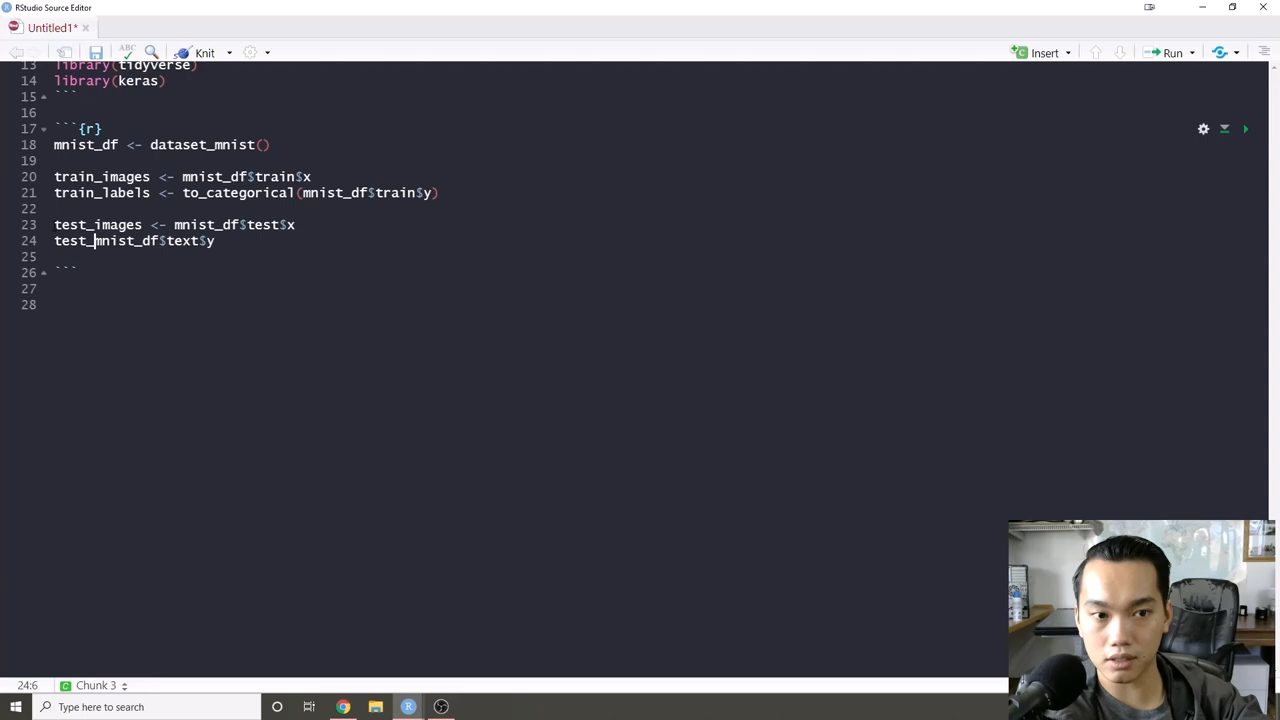 RStudio Source Editor
Untitled1*
ABC
Knit
Insert
Run
13 library(tidyverse)
14 library(keras)
15 ```
16
17 ```{r}
18 mnist_df <- dataset_mnist()
19
20 train_images <- mnist_df$train$x
21 train_labels <- to_categorical(mnist_df$train$y)
22
23 test_images <- mnist_df$test$x
24 test_mnist_df$text$y
25
26 ```
27
28
24:6 Chunk 3
Type here to search